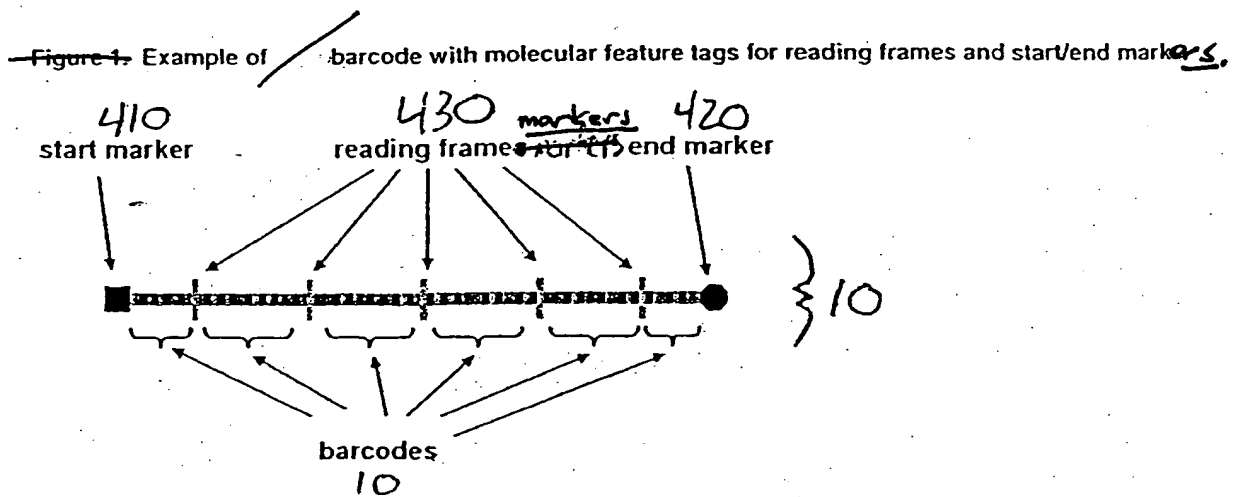 Figure 1. Example of barcode with molecular feature tags for reading frames and start/end markers.
410 430 markers 420
start marker reading frame end marker
10
barcodes
10